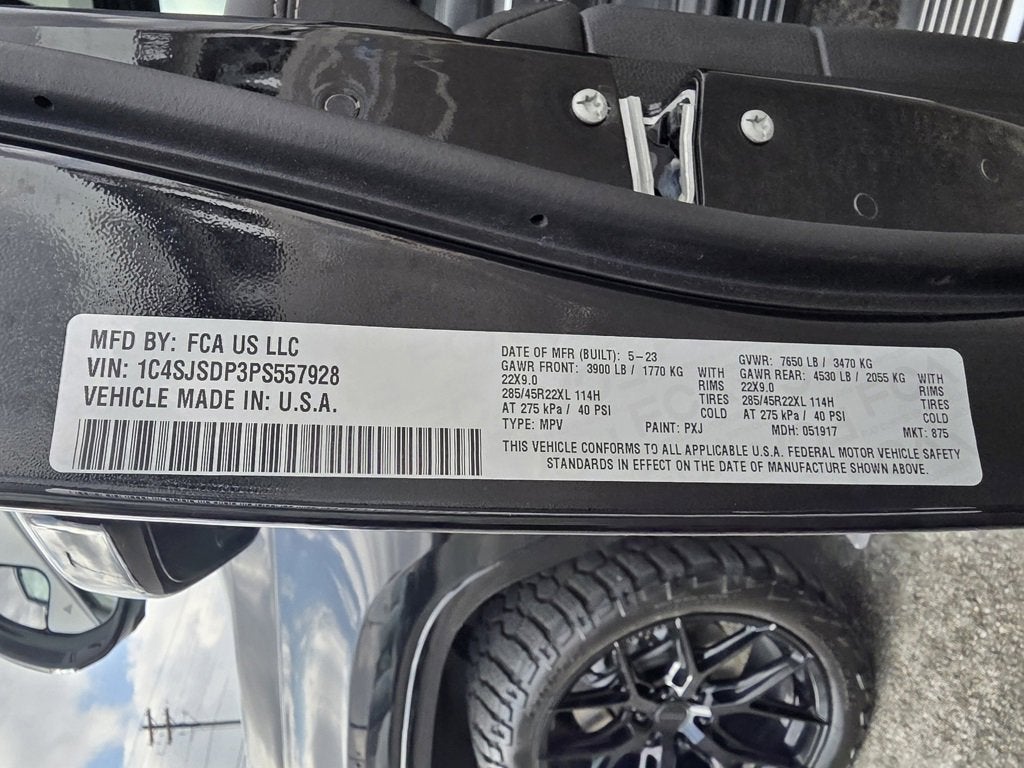 MFD BY: FCA US LLC
VIN: 1C4SJSDP3PS557928
VEHICLE MADE IN: U.S.A.
DATE OF MFR (BUILT): 5-23
GAWR FRONT: 3900 LB / 1770 KG WITH
22X9.0 RIMS
285/45R22XL 114H TIRES
AT 275 kPa / 40 PSI COLD
TYPE: MPV PAINT: PXJ
GVWR: 7650 LB / 3470 KG
GAWR REAR: 4530 LB / 2055 KG WITH
22X9.0 RIMS
285/45R22XL 114H TIRES
AT 275 kPa / 40 PSI COLD
MDH: 051917 MKT: 875
THIS VEHICLE CONFORMS TO ALL APPLICABLE U.S.A. FEDERAL MOTOR VEHICLE SAFETY
STANDARDS IN EFFECT ON THE DATE OF MANUFACTURE SHOWN ABOVE.